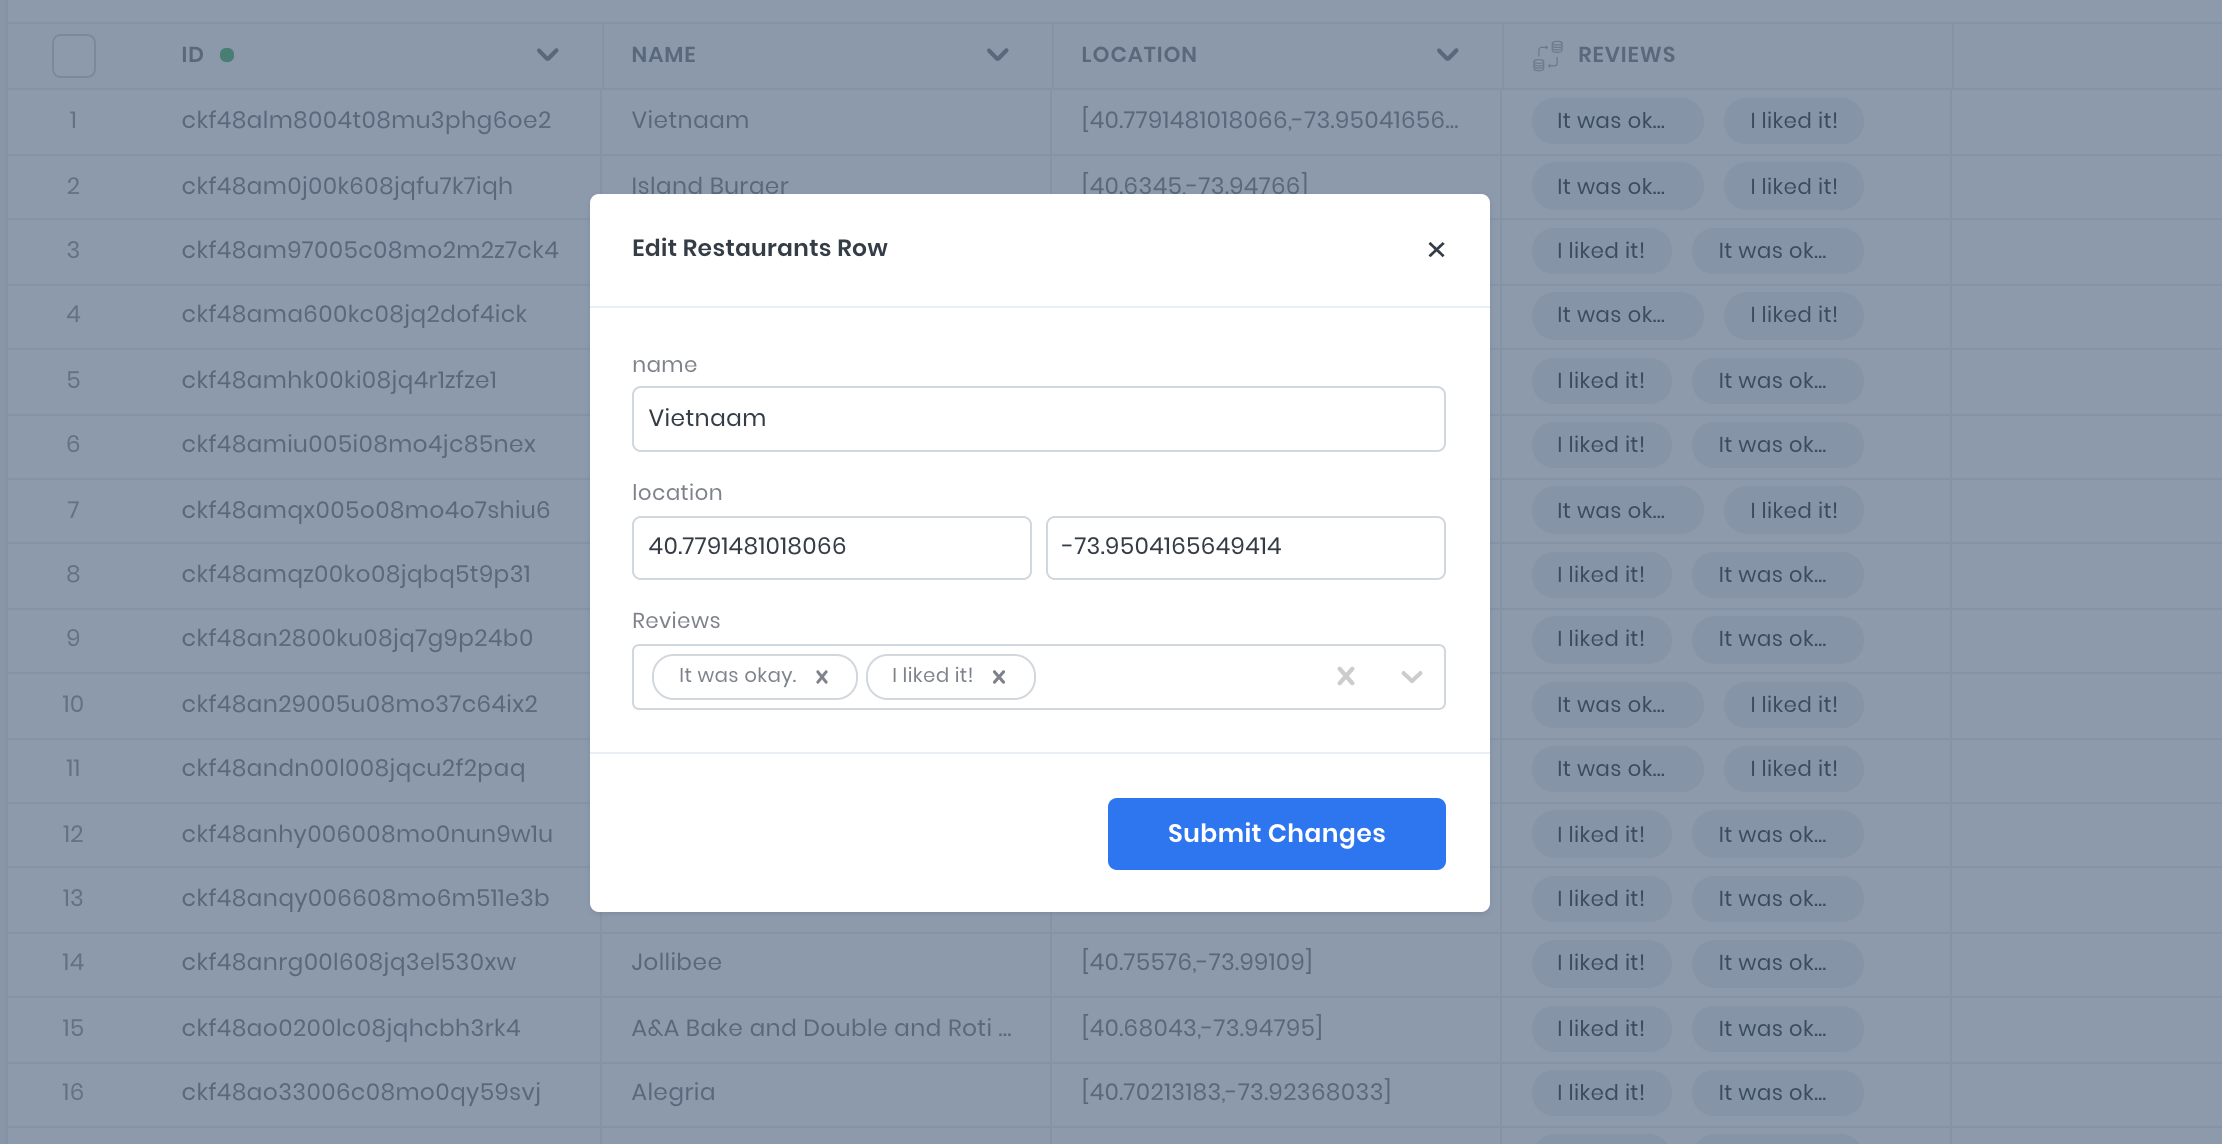 ID NAME LOCATION REVIEWS
1 ckf48alm8004t08mu3phg6oe2 Vietnaam [40.7791481018066,-73.95041656... It was ok... I liked it!
2 ckf48am0j00k608jqfu7k7iqh Island Burger [40.6345,-73.94766] It was ok... I liked it!
3 ckf48am97005c08mo2m2z7ck4 I liked it! It was ok...
4 ckf48ama600kc08jq2dof4ick It was ok... I liked it!
5 ckf48amhk00ki08jq4r1zfze1 I liked it! It was ok...
6 ckf48amiu005i08mo4jc85nex I liked it! It was ok...
7 ckf48amqx005o08mo4o7shiu6 It was ok... I liked it!
8 ckf48amqz00ko08jqbq5t9p31 I liked it! It was ok...
9 ckf48an2800ku08jq7g9p24b0 I liked it! It was ok...
10 ckf48an29005u08mo37c64ix2 It was ok... I liked it!
11 ckf48andn00l008jqcu2f2paq It was ok... I liked it!
12 ckf48anhy006008mo0nun9w1u I liked it! It was ok...
13 ckf48anqy006608mo6m511e3b I liked it! It was ok...
14 ckf48anrg00l608jq3el530xw Jollibee [40.75576,-73.99109] I liked it! It was ok...
15 ckf48ao0200lc08jqhcbh3rk4 A&A Bake and Double and Roti ... [40.68043,-73.94795] I liked it! It was ok...
16 ckf48ao33006c08mo0qy59svj Alegria [40.70213183,-73.92368033] I liked it! It was ok...
Edit Restaurants Row
name
Vietnaam
location
40.7791481018066 -73.9504165649414
Reviews
It was okay. I liked it!
Submit Changes